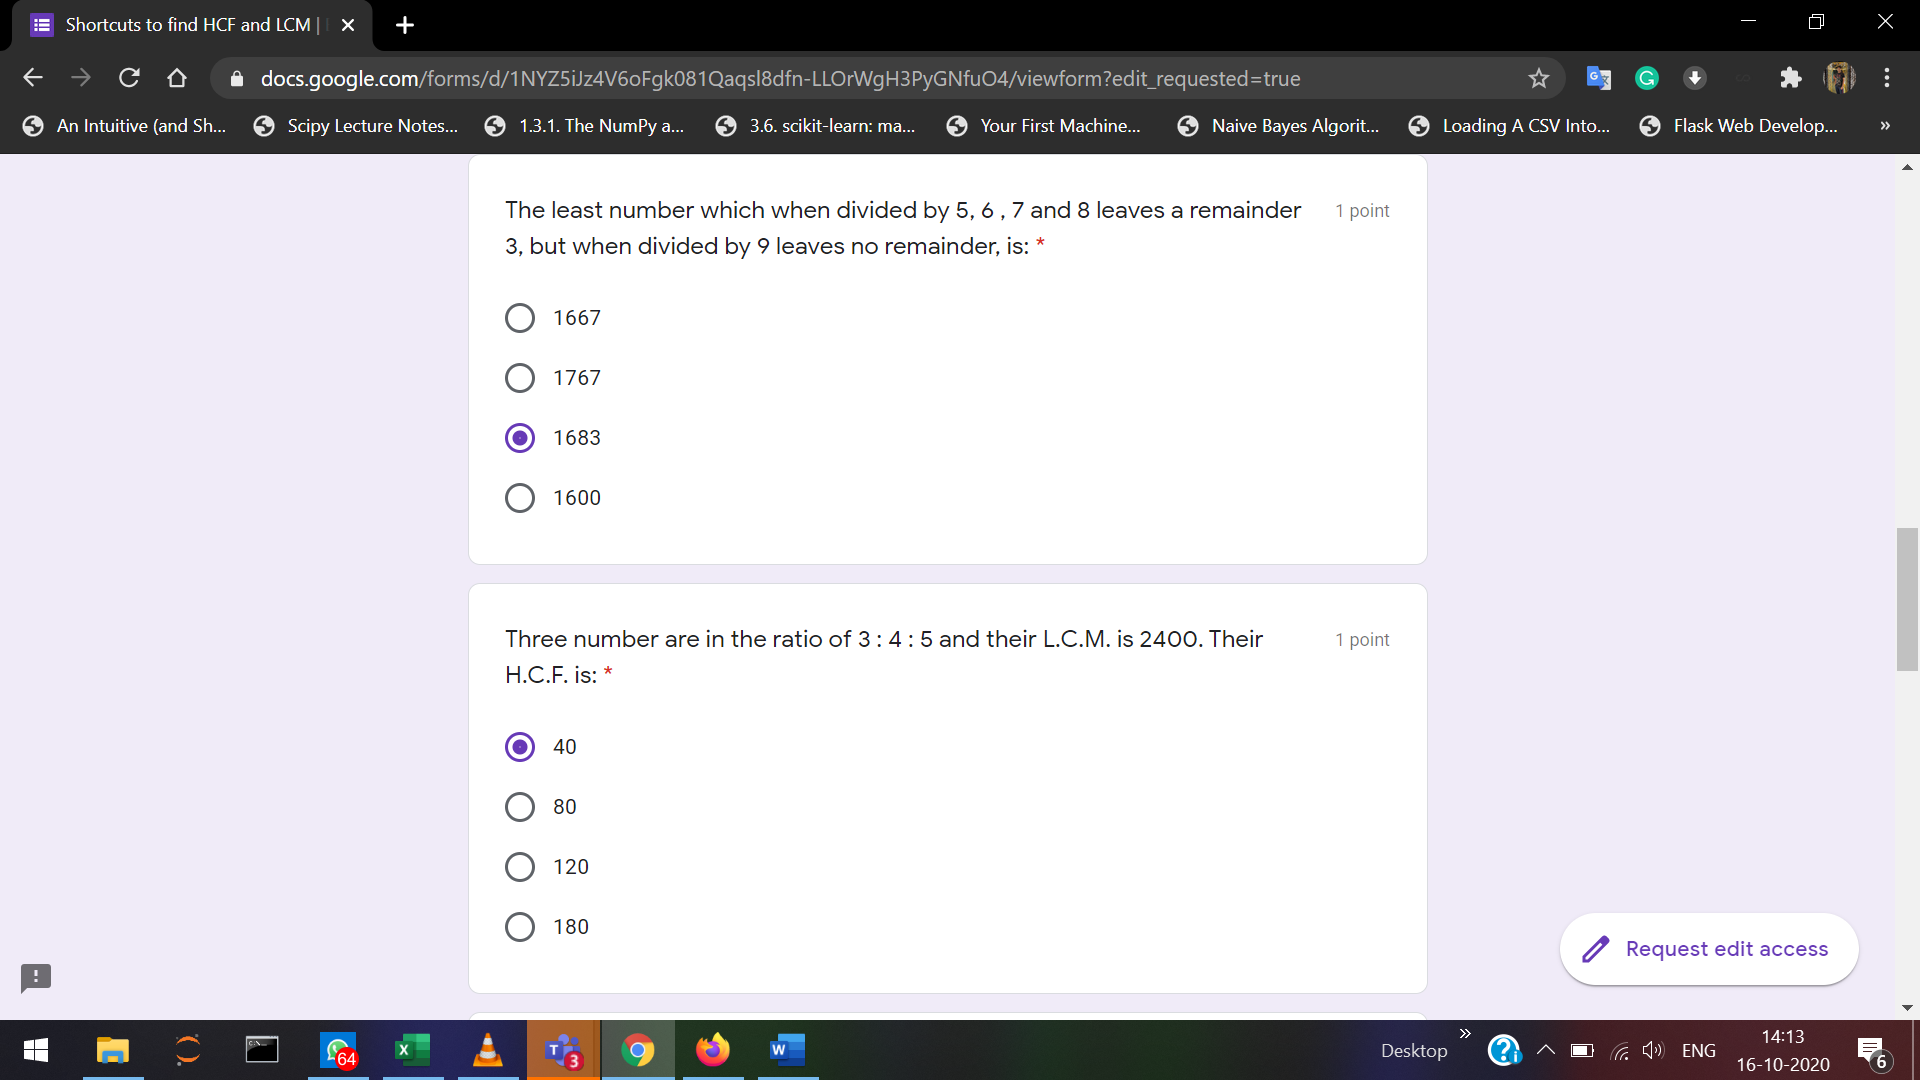 Shortcuts to find HCF and LCM |
docs.google.com/forms/d/1NYZ5iJz4V6oFgk081Qaqsl8dfn-LLOrWgH3PyGNfuO4/viewform?edit_requested=true
An Intuitive (and Sh... Scipy Lecture Notes... 1.3.1. The NumPy a... 3.6. scikit-learn: ma... Your First Machine... Naive Bayes Algorit... Loading A CSV Into... Flask Web Develop... »
The least number which when divided by 5, 6 , 7 and 8 leaves a remainder 1 point
3, but when divided by 9 leaves no remainder, is: *
1667
1767
1683
1600
Three number are in the ratio of 3 : 4 : 5 and their L.C.M. is 2400. Their 1 point
H.C.F. is: *
40
80
120
180
Request edit access
64 3 Desktop » ENG 14:13 6
16-10-2020